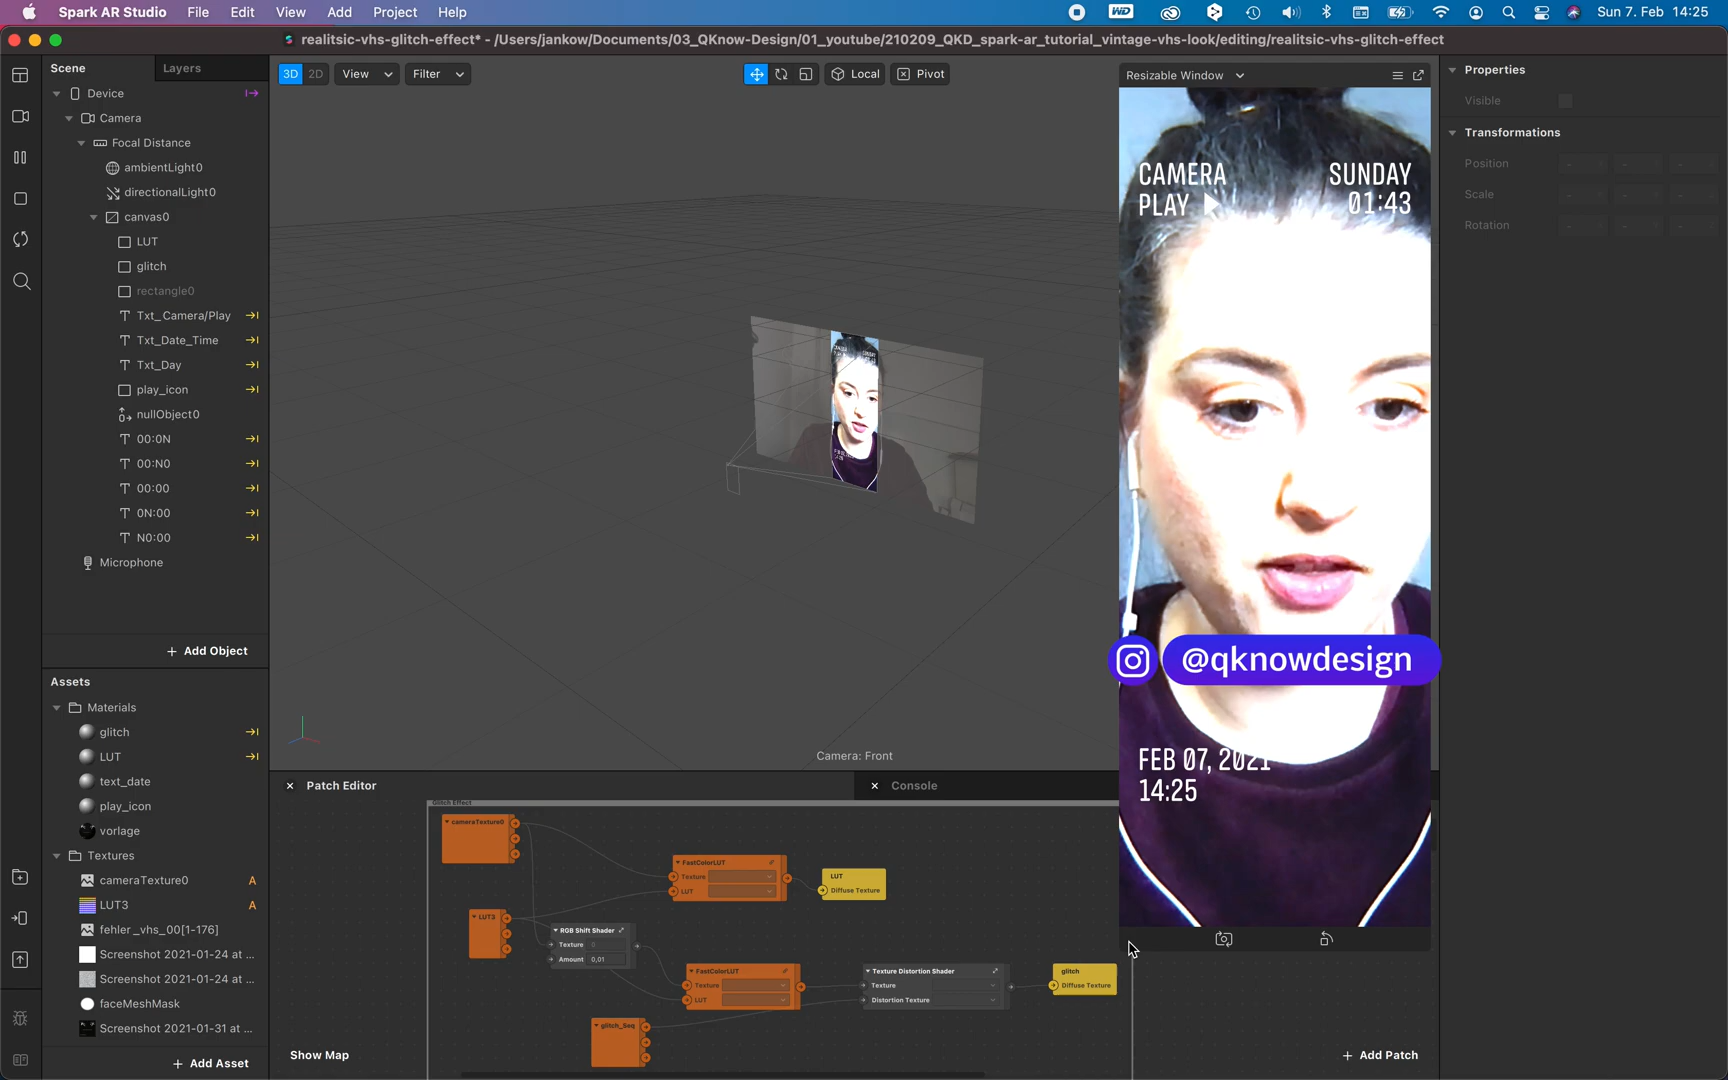 Spark AR Studio File Edit View Add Project Help
WD
Sun 7. Feb 14:25
realitsic-vhs-glitch-effect* - /Users/jankow/Documents/03_QKnow-Design/01_youtube/210209_QKD_spark-ar_tutorial_vintage-vhs-look/editing/realitsic-vhs-glitch-effect
Scene Layers
3D 2D View Filter Local Pivot
Resizable Window
Properties
Visible
Transformations
Position
Scale
Rotation
Device
Camera
Focal Distance
ambientLight0
directionalLight0
canvas0
LUT
glitch
rectangle0
Txt_Camera/Play
Txt_Date_Time
Txt_Day
play_icon
nullObject0
00:0N
00:N0
00:00
0N:00
N0:00
Microphone
+ Add Object
CAMERA SUNDAY
PLAY 01:43
@qknowdesign
FEB 07, 2021
14:25
Camera: Front
Assets
Materials
glitch
LUT
text_date
play_icon
vorlage
Textures
cameraTexture0 A
LUT3 A
fehler_vhs_00[1-176]
Screenshot 2021-01-24 at ...
Screenshot 2021-01-24 at ...
faceMeshMask
Screenshot 2021-01-31 at ...
+ Add Asset
Patch Editor Console
Glitch Effect
cameraTexture0
FastColorLUT
Texture
LUT
LUT
Diffuse Texture
LUT3
RGB Shift Shader
Texture 0
Amount 0,01
FastColorLUT
Texture
LUT
Texture Distortion Shader
Texture
Distortion Texture
glitch
Diffuse Texture
glitch_Seq
Show Map
+ Add Patch